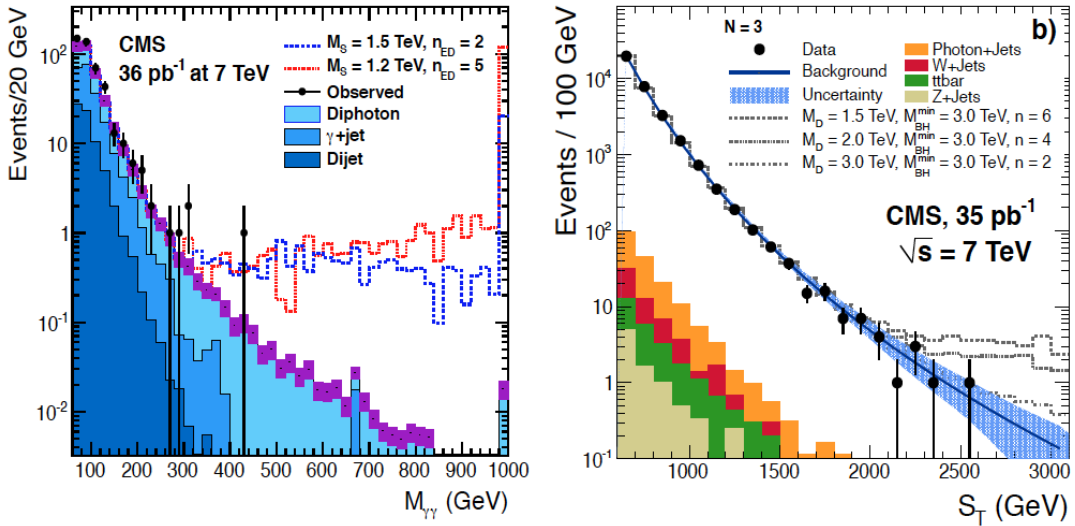 CMS
36 pb⁻¹ at 7 TeV
M_S = 1.5 TeV, n_ED = 2
M_S = 1.2 TeV, n_ED = 5
Observed
Diphoton
γ+jet
Dijet
Events/20 GeV
10²
10
1
10⁻¹
10⁻²
100 200 300 400 500 600 700 800 900 1000
M_γγ (GeV)
N = 3
b)
Data
Background
Uncertainty
Photon+Jets
W+Jets
ttbar
Z+Jets
M_D = 1.5 TeV, M_BH^min = 3.0 TeV, n = 6
M_D = 2.0 TeV, M_BH^min = 3.0 TeV, n = 4
M_D = 3.0 TeV, M_BH^min = 3.0 TeV, n = 2
CMS, 35 pb⁻¹
√s = 7 TeV
Events / 100 GeV
10⁴
10³
10²
10
1
10⁻¹
1000 1500 2000 2500 3000
S_T (GeV)